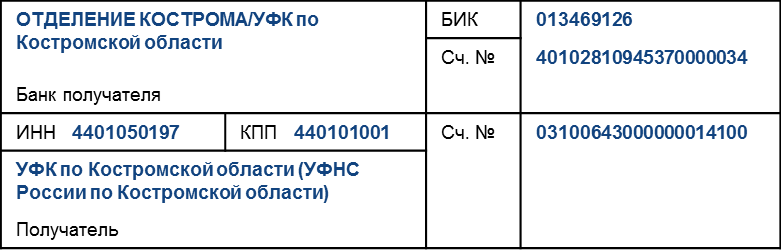 ОТДЕЛЕНИЕ КОСТРОМА/УФК по
Костромской области
Банк получателя
БИК 013469126
Сч. № 40102810945370000034
ИНН 4401050197 КПП 440101001
Сч. № 03100643000000014100
УФК по Костромской области (УФНС
России по Костромской области)
Получатель